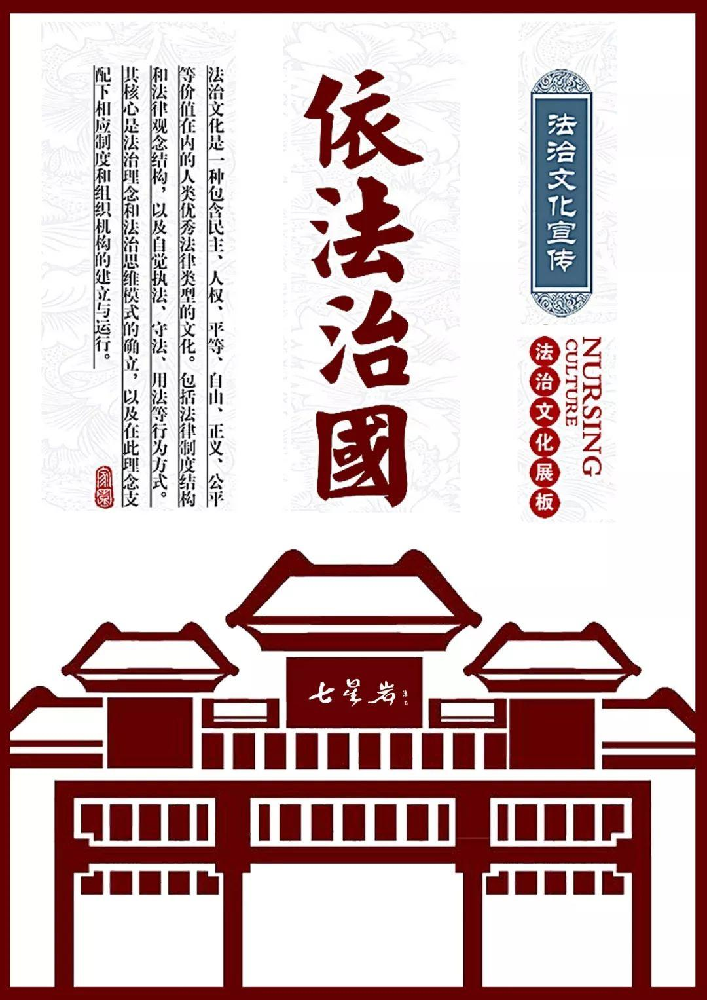 法治文化宣传
NURSING
CULTURE
法治文化展板
依法治國
法治文化是一种包含民主、人权、平等、自山、正义、公平
等价值在内的人类优秀法律类型的文化。包括法律制度结构
和法律观念结构，以及自觉执法、守法、用法等行为方式。
其核心是法治理念和法治思维模式的确立，以及在此理念支
配下相应制度和组织机构的建立与运行。
七星岩